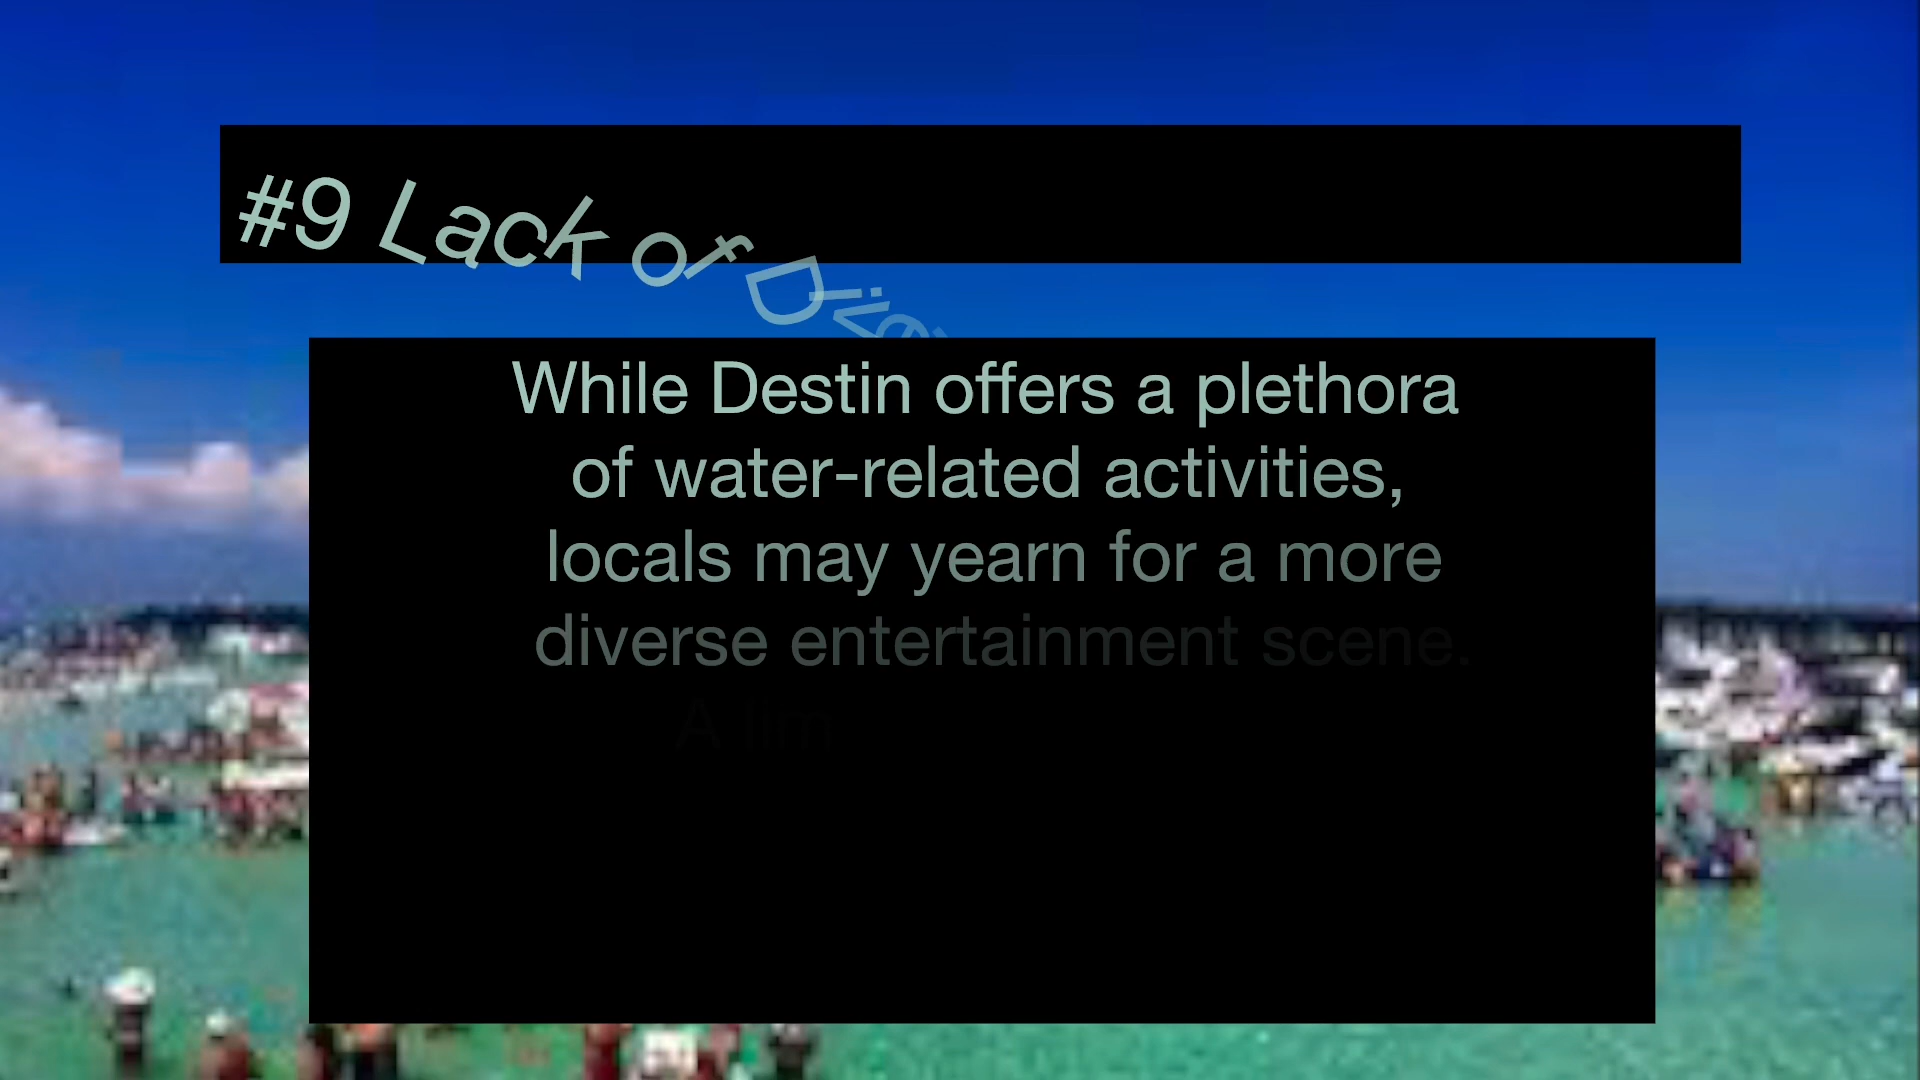 #9 Lack of
While Destin offers a plethora
of water-related activities,
locals may yearn for a more
diverse entertainment scene.
A lim